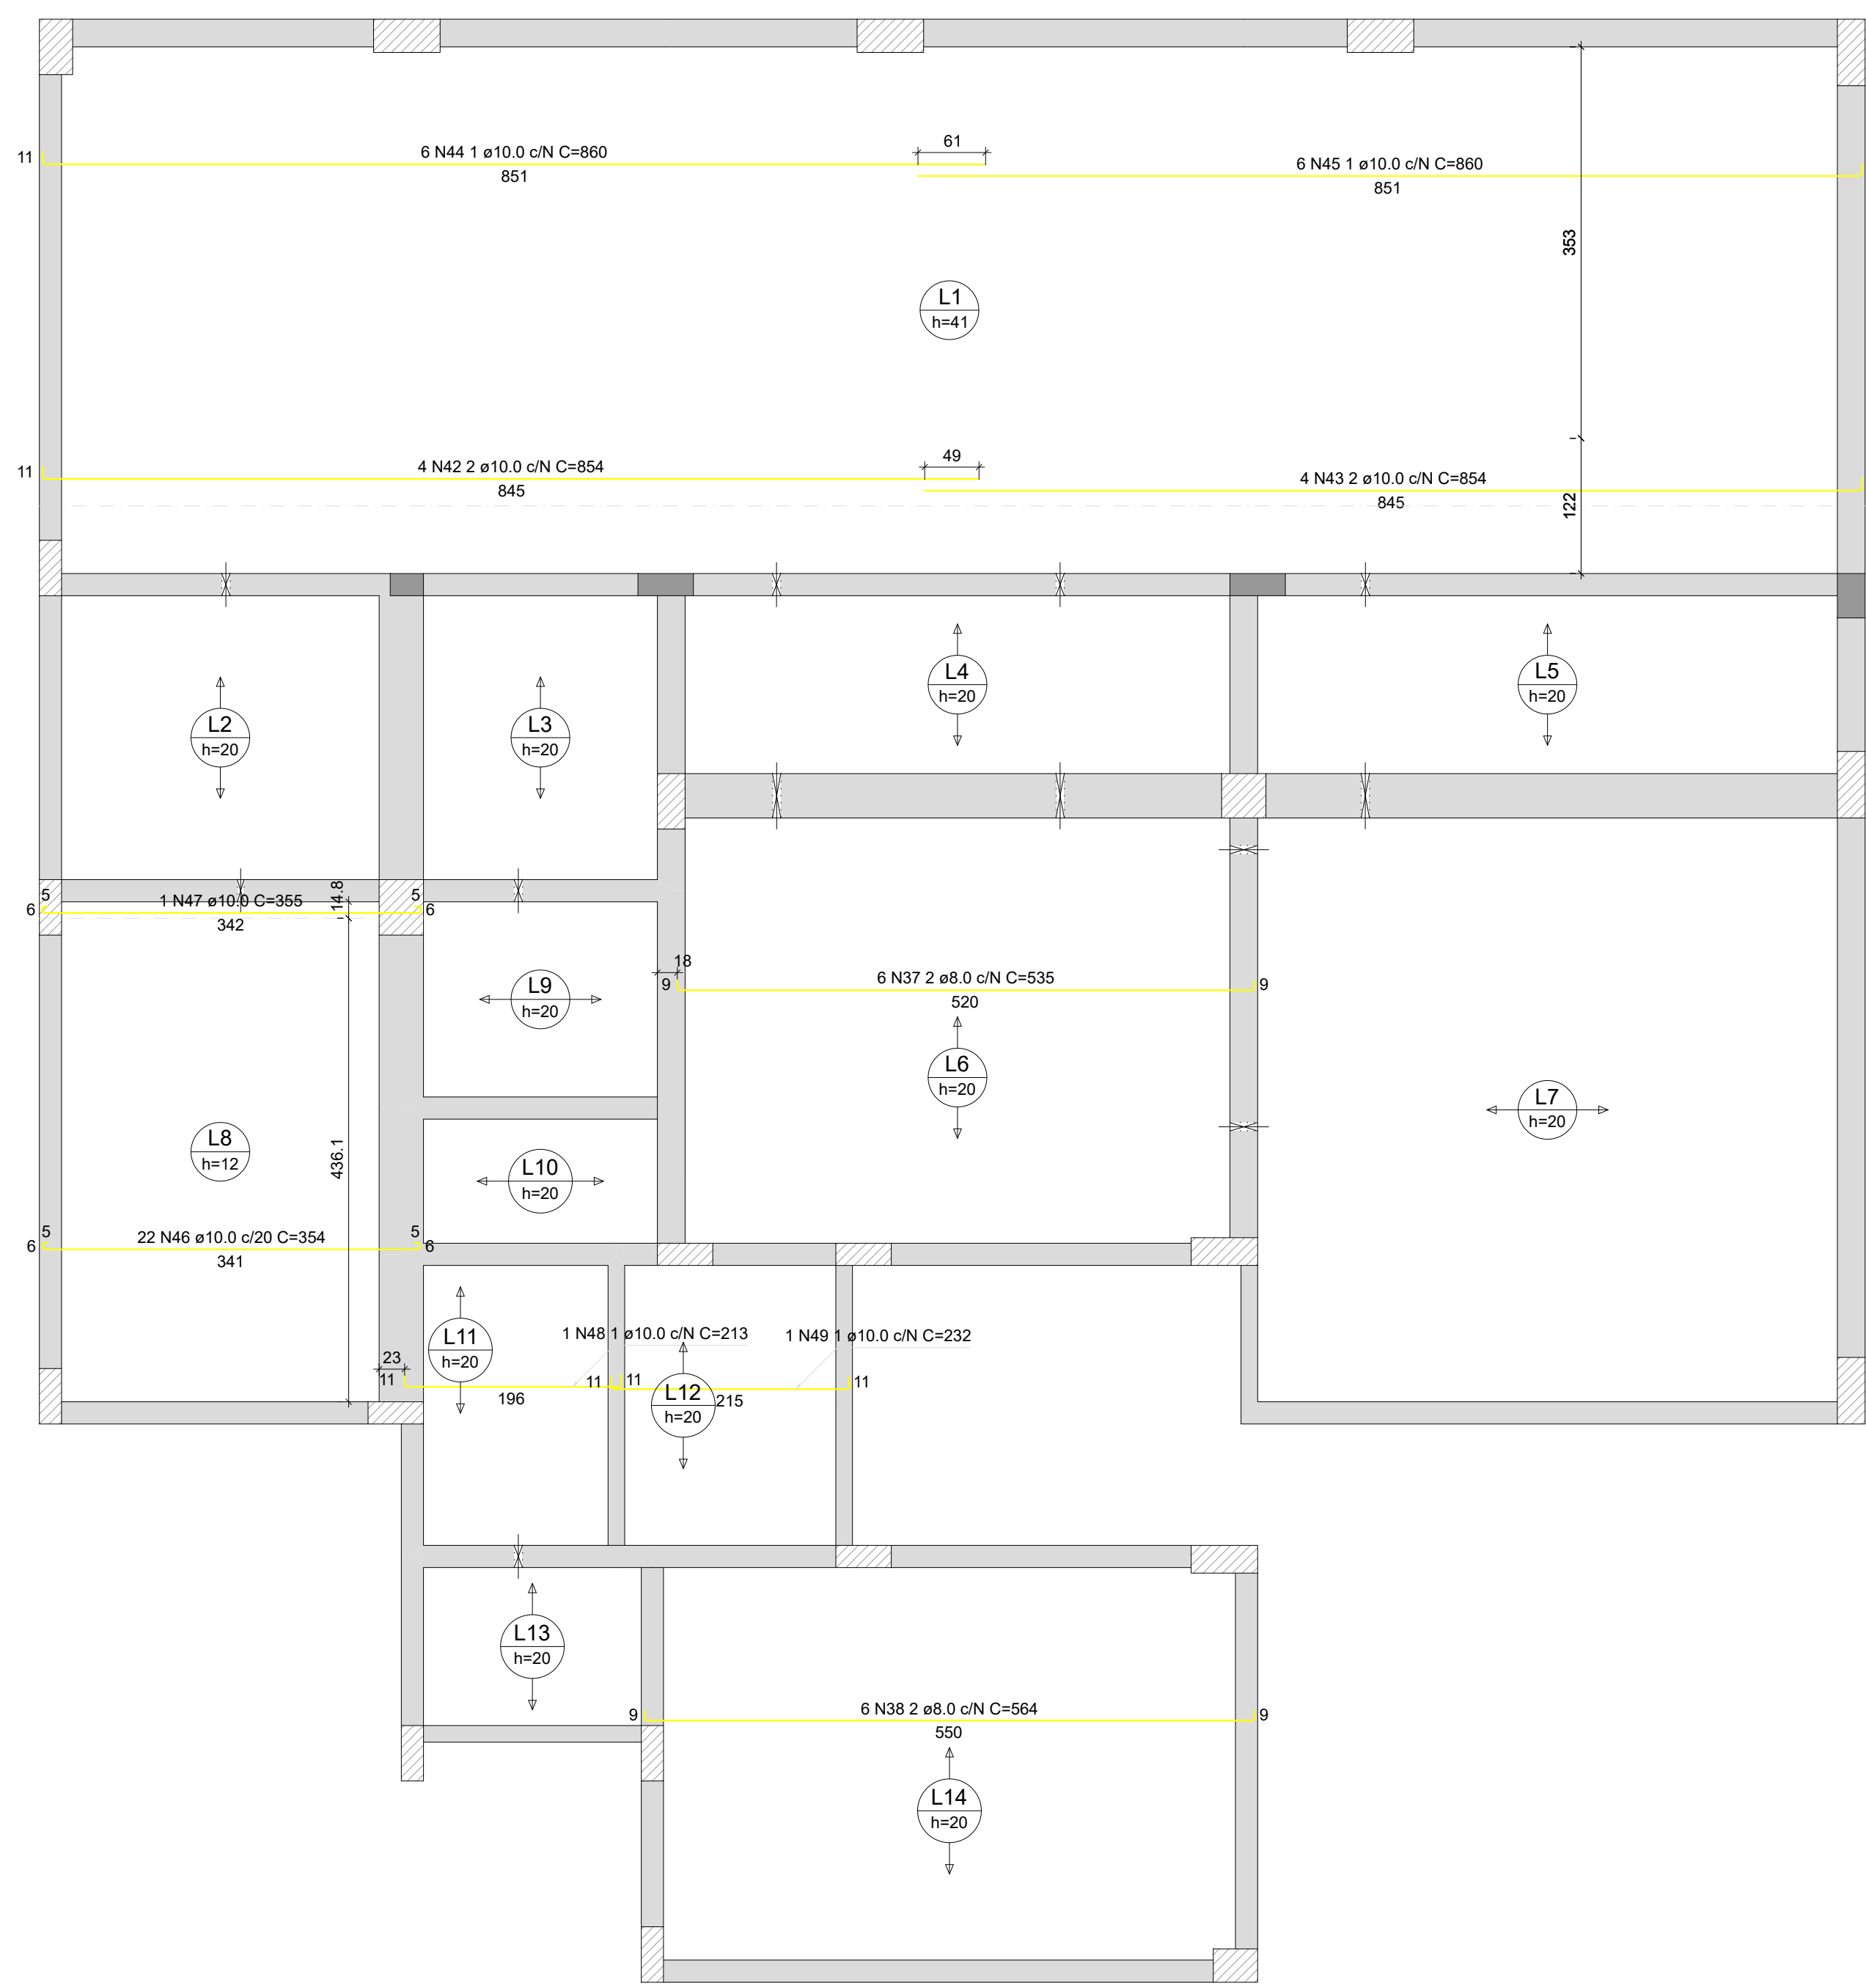 61
11
6 N44 1 ø10.0 c/N C=860
851
6 N45 1 ø10.0 c/N C=860
851
353
L1
h=41
49
11
4 N42 2 ø10.0 c/N C=854
845
4 N43 2 ø10.0 c/N C=854
845
122
L2
h=20
L3
h=20
L4
h=20
L5
h=20
5
6
1 N47 ø10.0 C=355
342
14.8
5
6
18
9
6 N37 2 ø8.0 c/N C=535
520
9
L9
h=20
L6
h=20
L7
h=20
L8
h=12
436.1
L10
h=20
5
6
22 N46 ø10.0 c/20 C=354
341
5
6
L11
h=20
1 N48 1 ø10.0 c/N C=213
1 N49 1 ø10.0 c/N C=232
23
11
196
11
11
L12
h=20
215
11
L13
h=20
9
6 N38 2 ø8.0 c/N C=564
550
9
L14
h=20